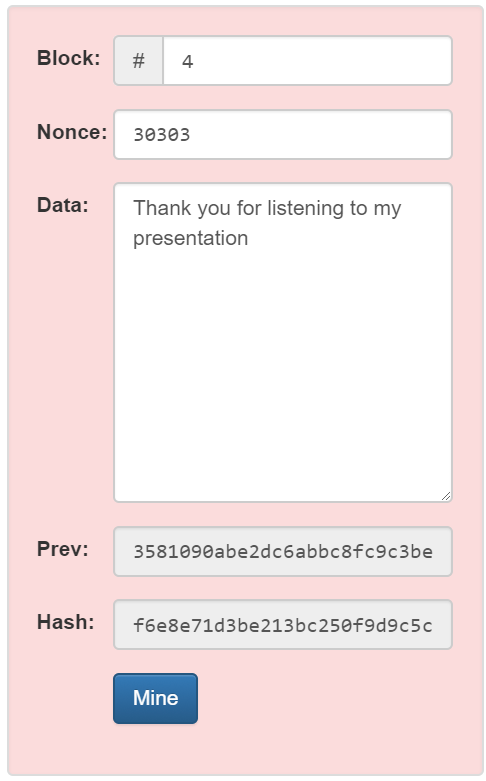 Block: # 4
Nonce: 30303
Data: Thank you for listening to my
presentation
Prev: 3581090abe2dc6abbc8fc9c3be
Hash: f6e8e71d3be213bc250f9d9c5c
Mine